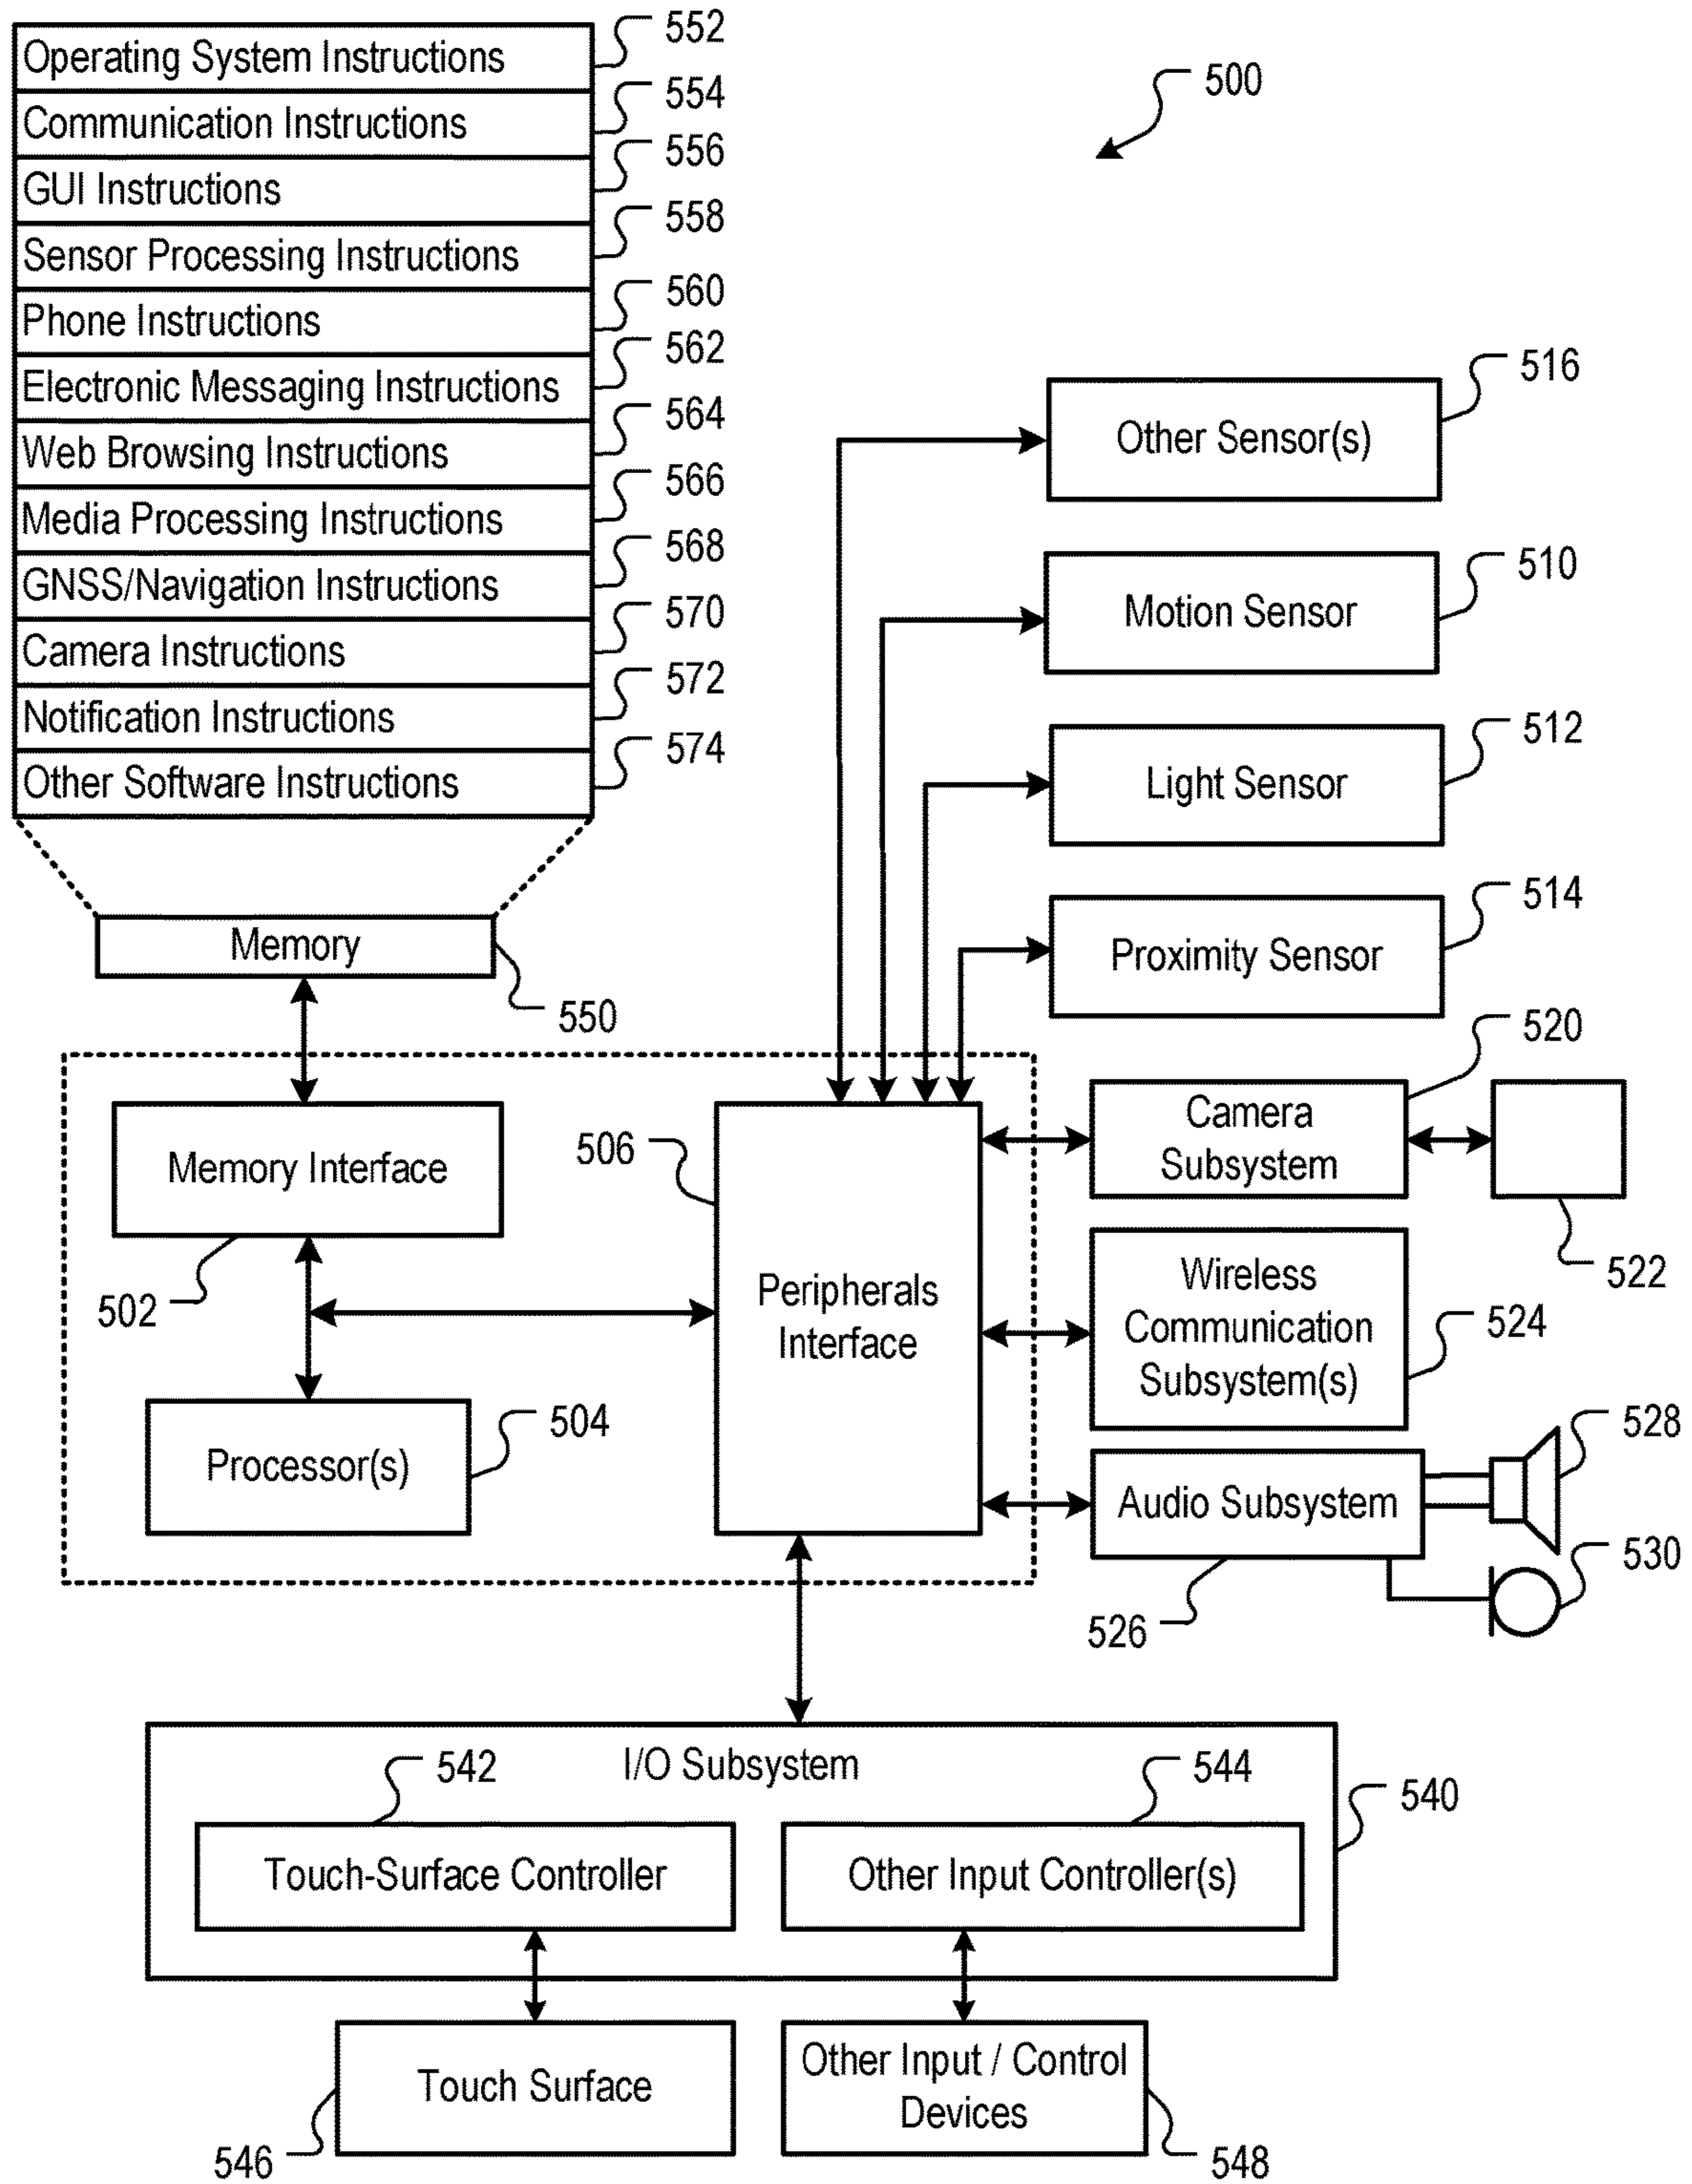 552
Operating System Instructions
500
554
Communication Instructions
556
GUI Instructions
558
Sensor Processing Instructions
560
Phone Instructions
562
Electronic Messaging Instructions
564
Web Browsing Instructions
566
Media Processing Instructions
568
GNSS/Navigation Instructions
570
Camera Instructions
572
Notification Instructions
574
Other Software Instructions
516
Other Sensor(s)
510
Motion Sensor
512
Light Sensor
514
Proximity Sensor
Memory
550
520
Camera
Subsystem
522
Memory Interface
502
506
Peripherals
Interface
Wireless
Communication
Subsystem(s)
524
Processor(s)
504
Audio Subsystem
528
530
526
I/O Subsystem
542
544
540
Touch-Surface Controller
Other Input Controller(s)
Touch Surface
546
Other Input / Control
Devices
548